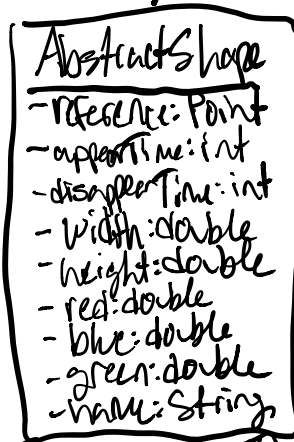 AbstractShape
-reference: Point
-appearTime: int
-disappearTime: int
- width: double
- height: double
- red: double
- blue: double
- green: double
- name: String